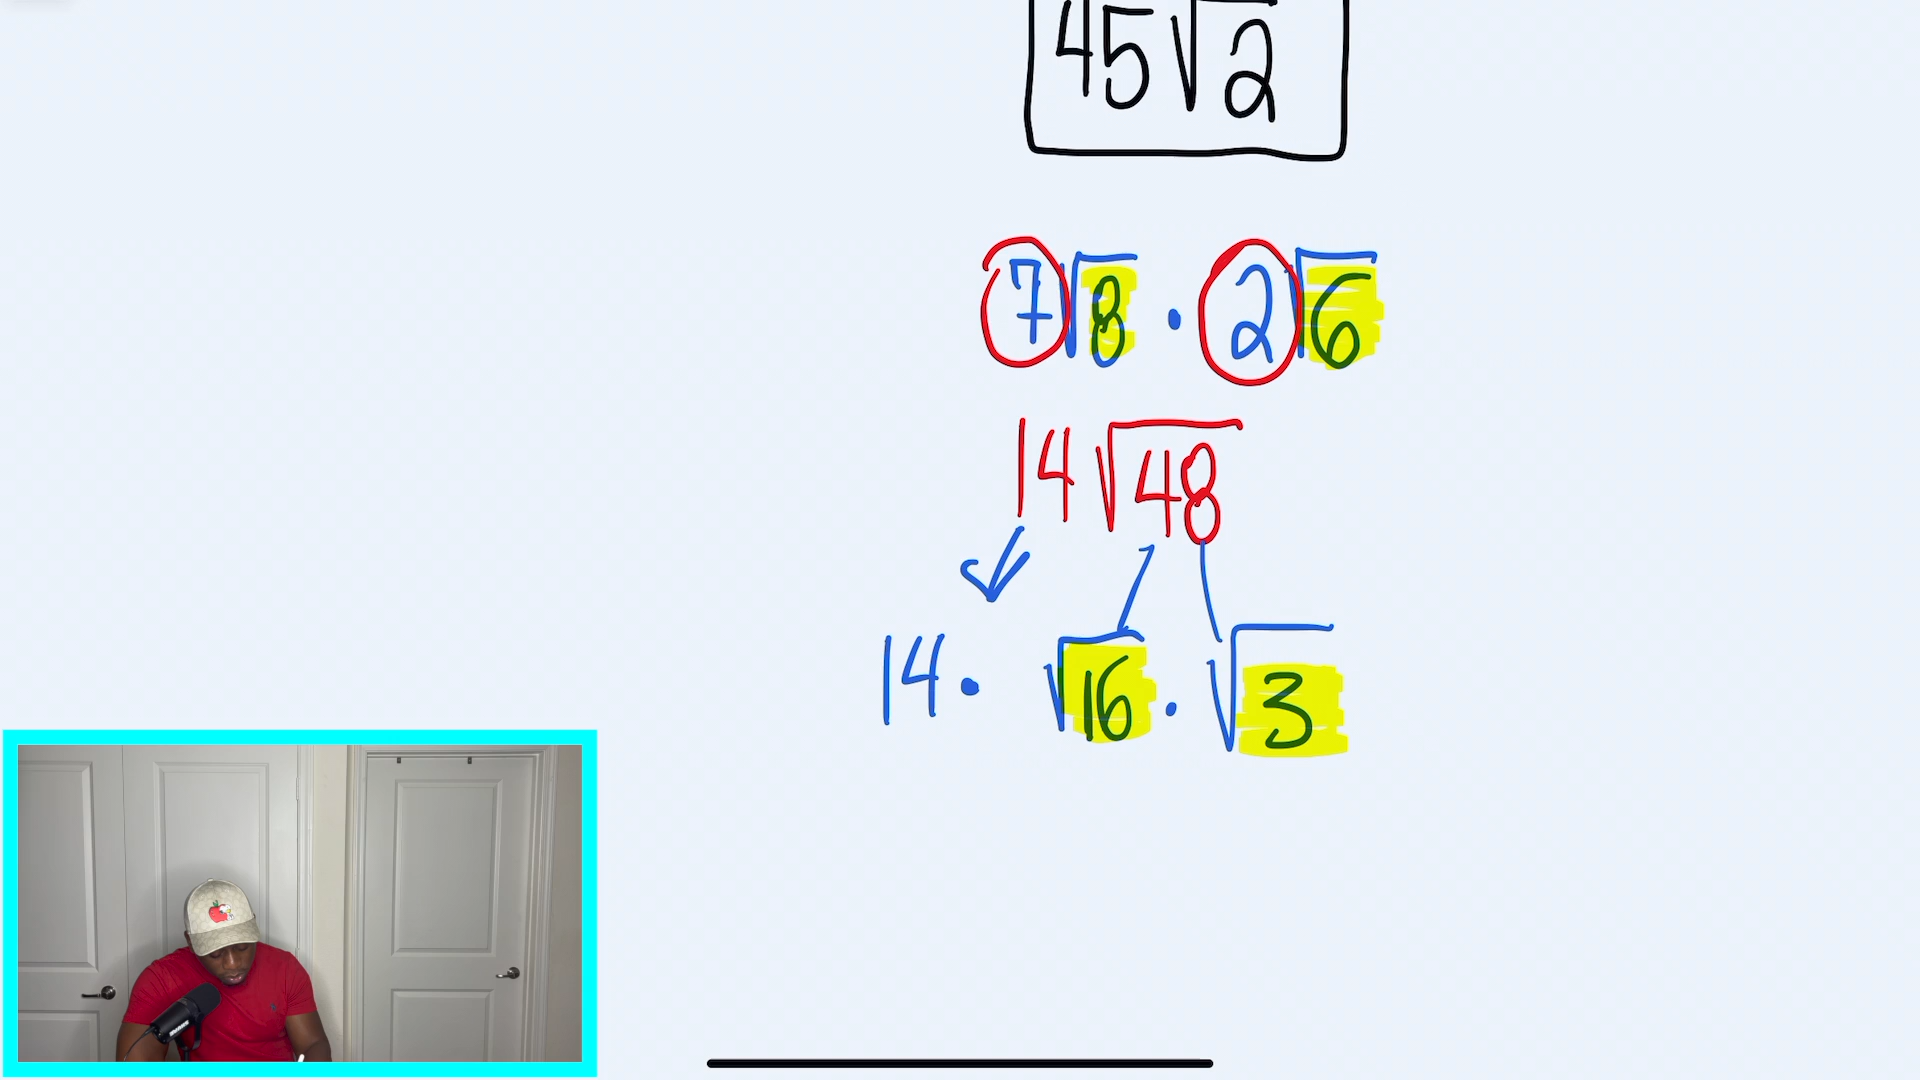 45√2
7√8 · 2√6
14√48
14 · √16 · √3